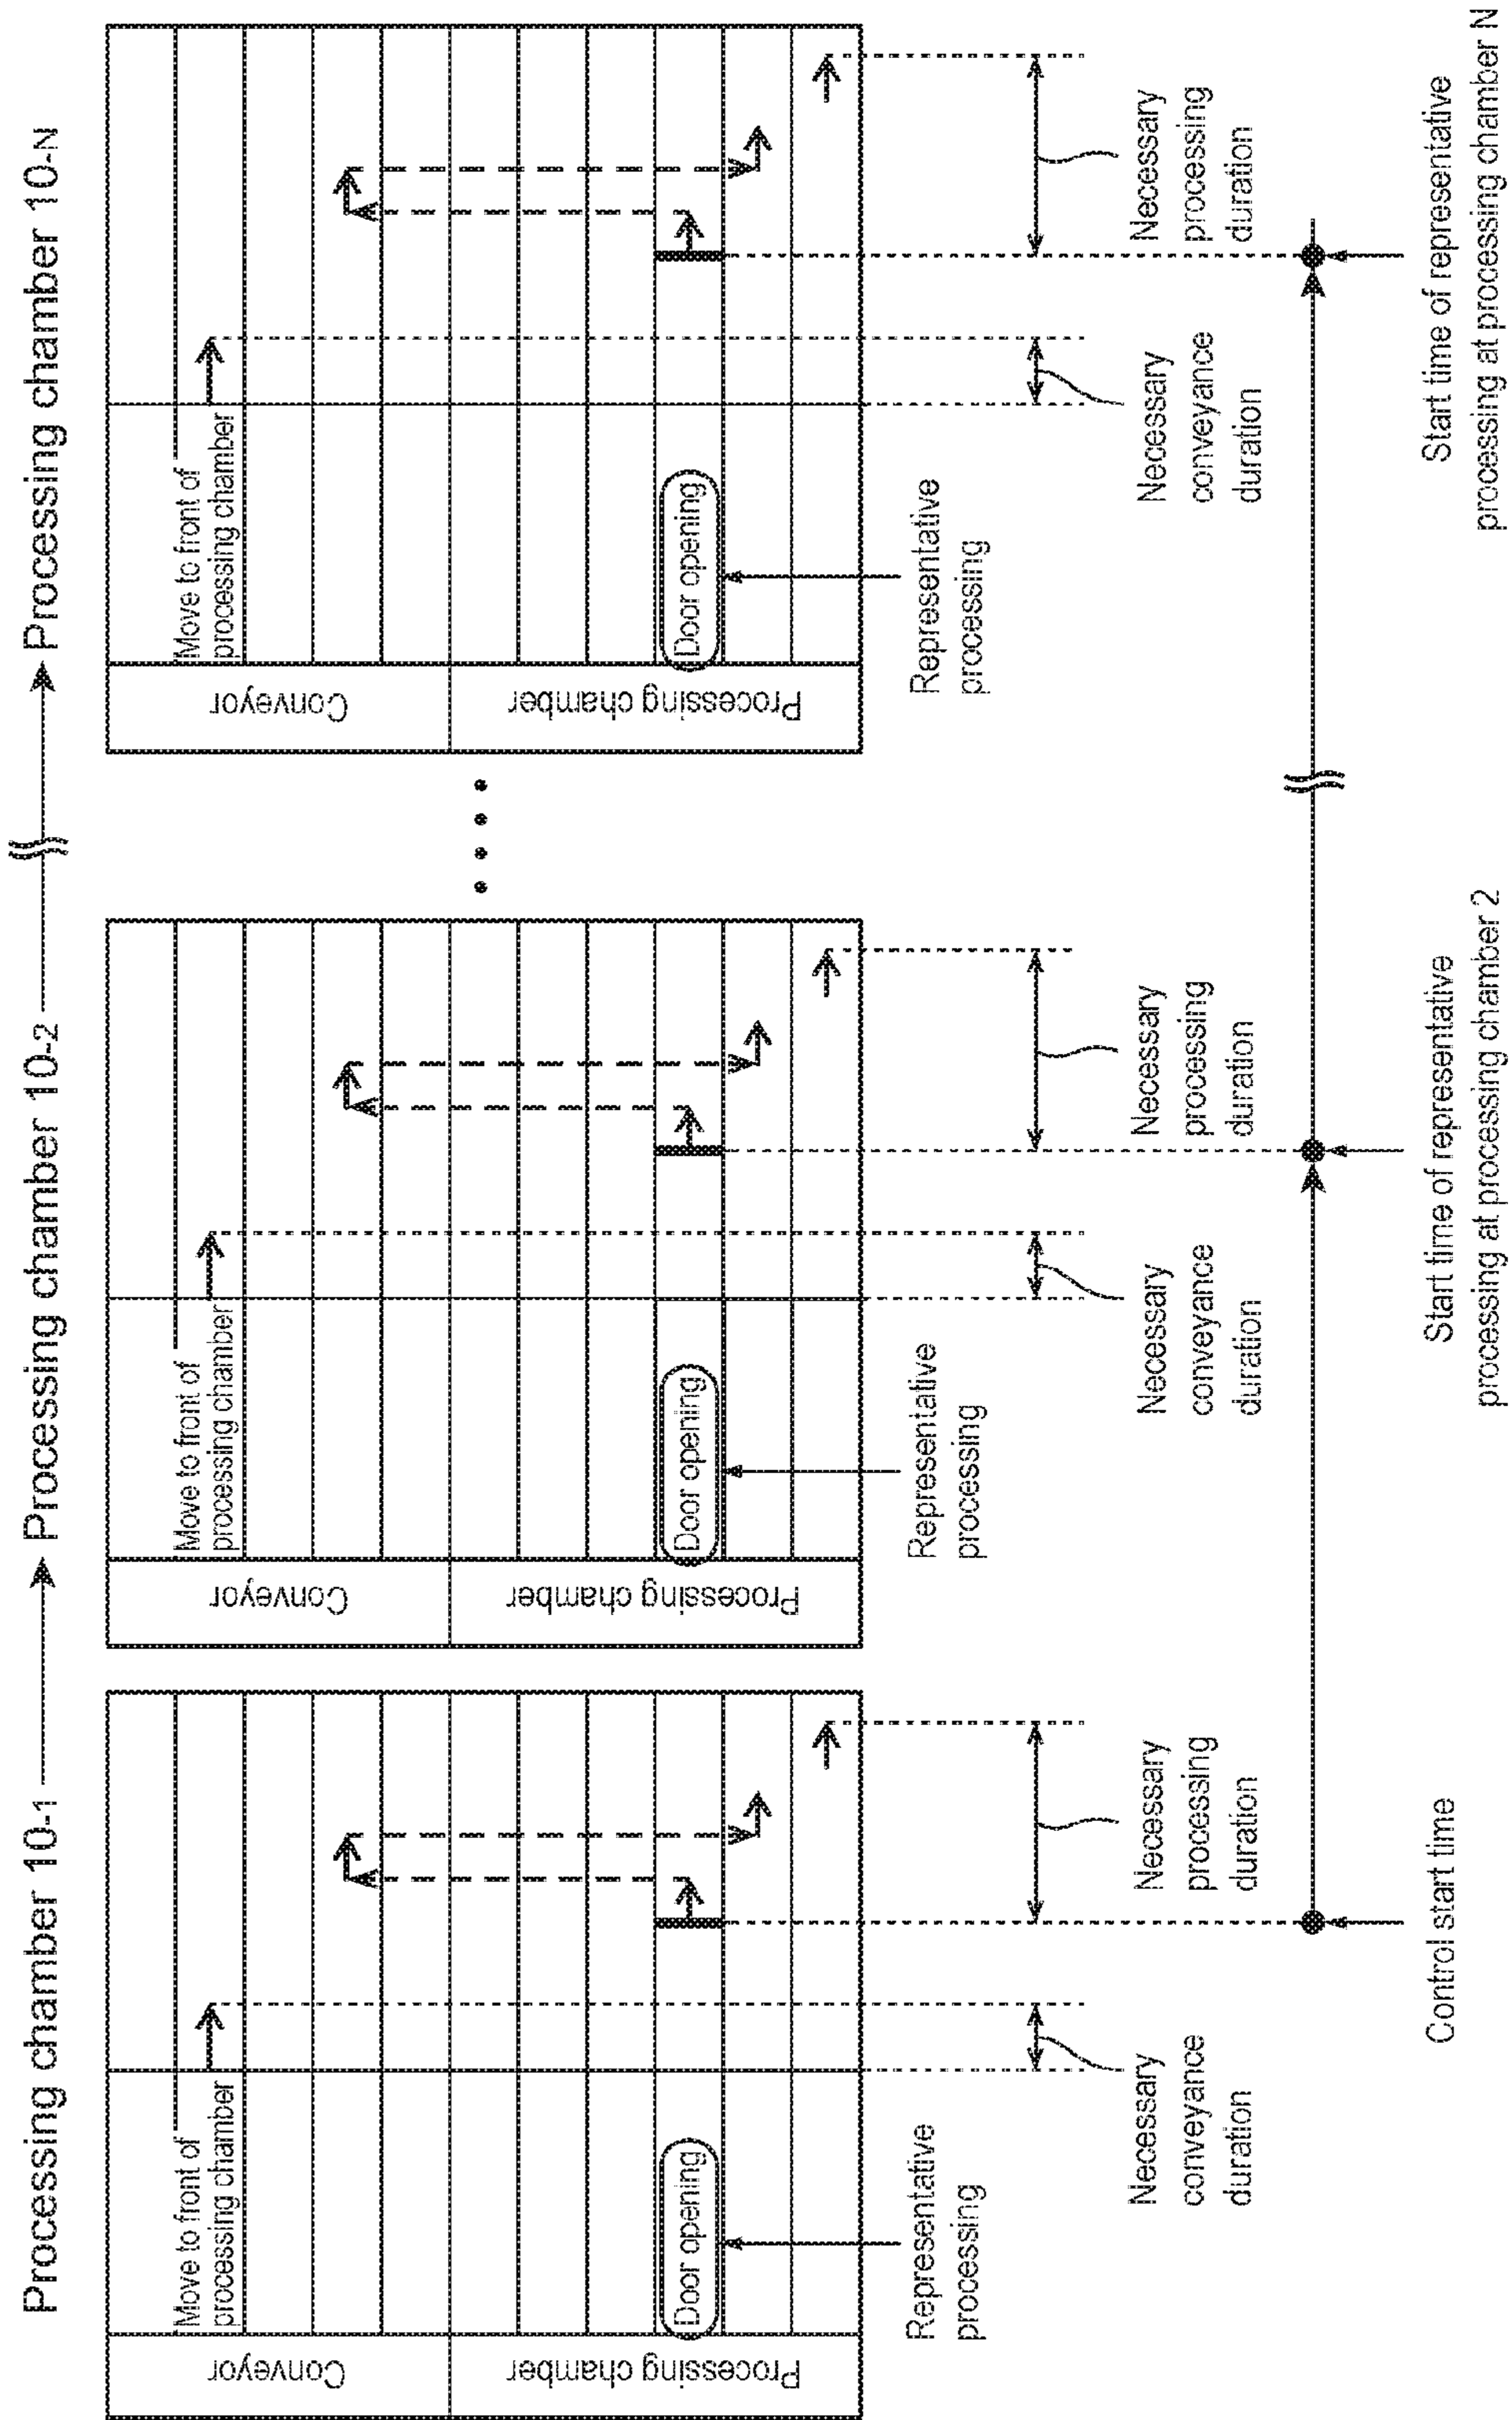 Processing chamber 10-1
Processing chamber 10-2
Processing chamber 10-N
Conveyor
Processing chamber
Move to front of
processing chamber
Door opening
Representative
processing
Necessary
conveyance
duration
Necessary
processing
duration
Control start time
Conveyor
Processing chamber
Move to front of
processing chamber
Door opening
Representative
processing
Necessary
conveyance
duration
Necessary
processing
duration
Start time of representative
processing at processing chamber 2
Conveyor
Processing chamber
Move to front of
processing chamber
Door opening
Representative
processing
Necessary
conveyance
duration
Necessary
processing
duration
Start time of representative
processing at processing chamber N